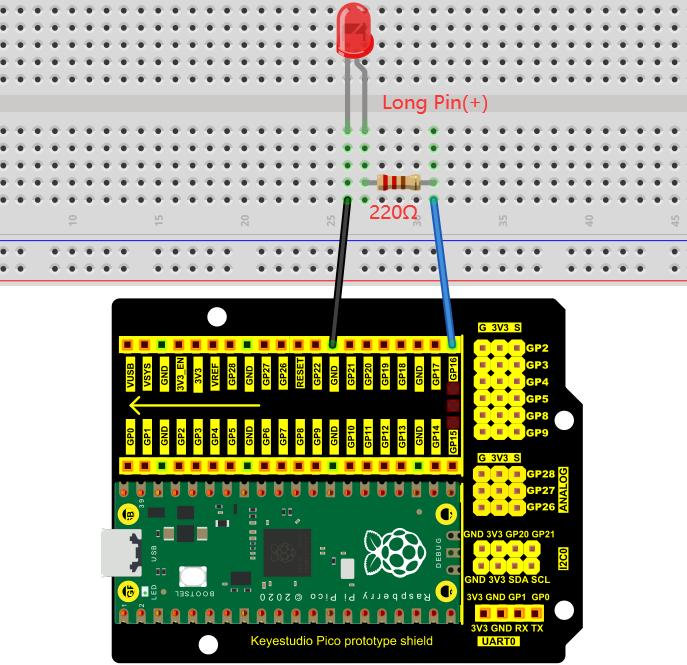 Long Pin(+)
220Ω
10 15 20 25 30 35 40 45
G 3V3 S
VUSB VSYS GND 3V3_EN 3V3 VREF GP28 GND GP27 GP26 RESET GP22 GND GP21 GP20 GP19 GP18 GND GP17 GP16
GP2
GP3
GP4
GP5
GP8
GP9
GP0 GP1 GND GP2 GP3 GP4 GP5 GND GP6 GP7 GP8 GP9 GND GP10 GP11 GP12 GP13 GND GP14 GP15
G 3V3 S
GP28
GP27
GP26
ANALOG
39
USB
DEBUG
GND 3V3 GP20 GP21
I2C0
GND 3V3 SDA SCL
LED
BOOTSEL
Raspberry Pi Pico © 2020
1 2
3V3 GND GP1 GP0
3V3 GND RX TX
UART0
Keyestudio Pico prototype shield